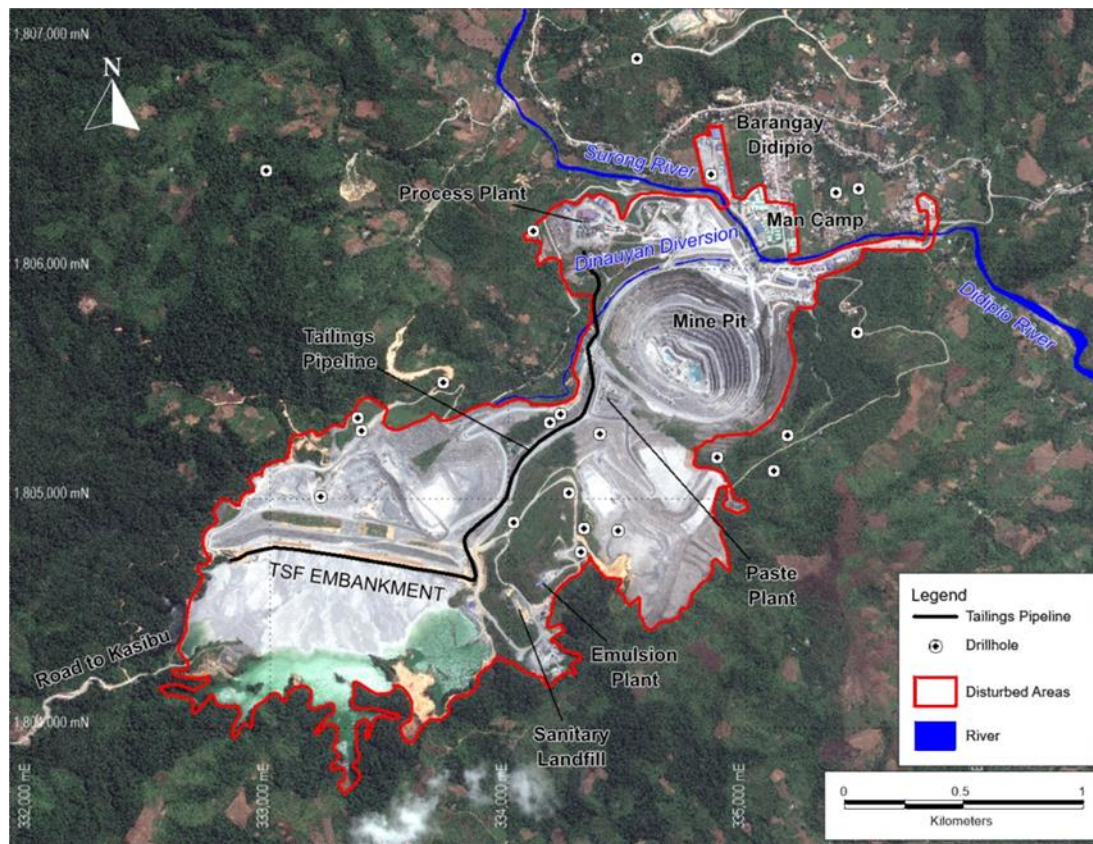 1,807,000 mN
N
Barangay
Didipio
Surong River
Process Plant
Man Camp
Dinauyan Diversion
1,806,000 mN
Didipio River
Mine Pit
Tailings
Pipeline
1,805,000 mN
TSF EMBANKMENT
Paste
Plant
Road to Kasibu
Emulsion
Plant
Sanitary
Landfill
1,804,000 mN
332,000 mE
333,000 mE
334,000 mE
335,000 mE
Legend
Tailings Pipeline
Drillhole
Disturbed Areas
River
0 0.5 1
Kilometers